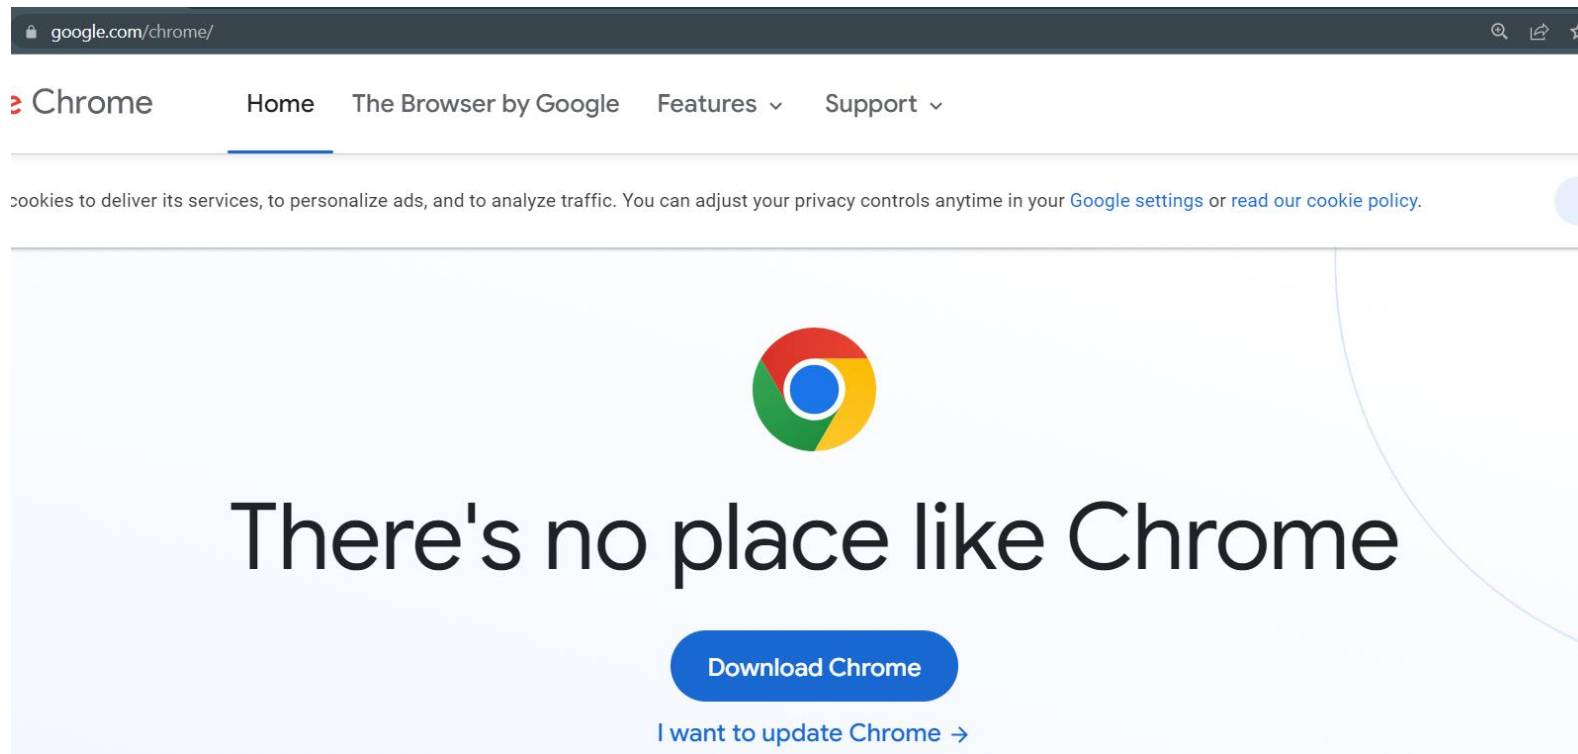 google.com/chrome/
Chrome Home The Browser by Google Features Support
cookies to deliver its services, to personalize ads, and to analyze traffic. You can adjust your privacy controls anytime in your Google settings or read our cookie policy.
There's no place like Chrome
Download Chrome
I want to update Chrome →